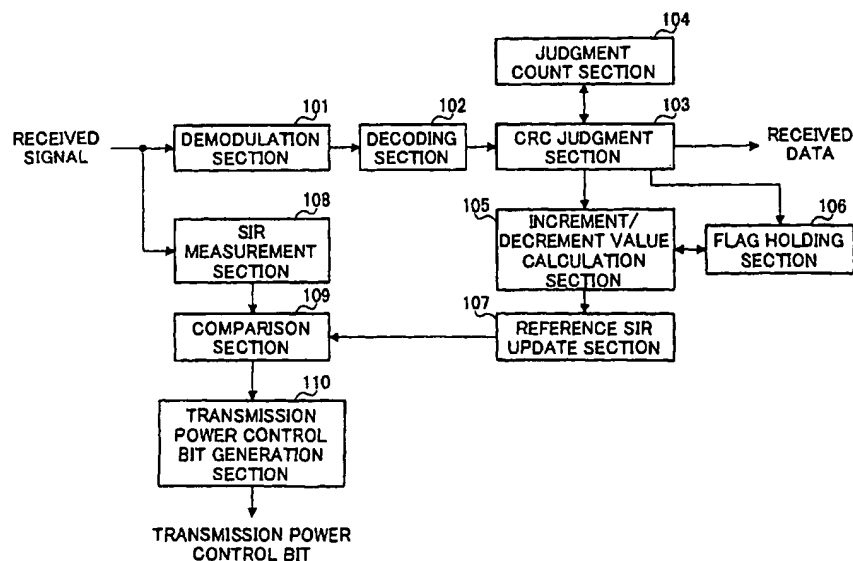 104
JUDGMENT
COUNT SECTION
RECEIVED
SIGNAL
101
DEMODULATION
SECTION
102
DECODING
SECTION
103
CRC JUDGMENT
SECTION
RECEIVED
DATA
108
SIR
MEASUREMENT
SECTION
105
INCREMENT/
DECREMENT VALUE
CALCULATION
SECTION
106
FLAG HOLDING
SECTION
109
COMPARISON
SECTION
107
REFERENCE SIR
UPDATE SECTION
110
TRANSMISSION
POWER CONTROL
BIT GENERATION
SECTION
TRANSMISSION POWER
CONTROL BIT